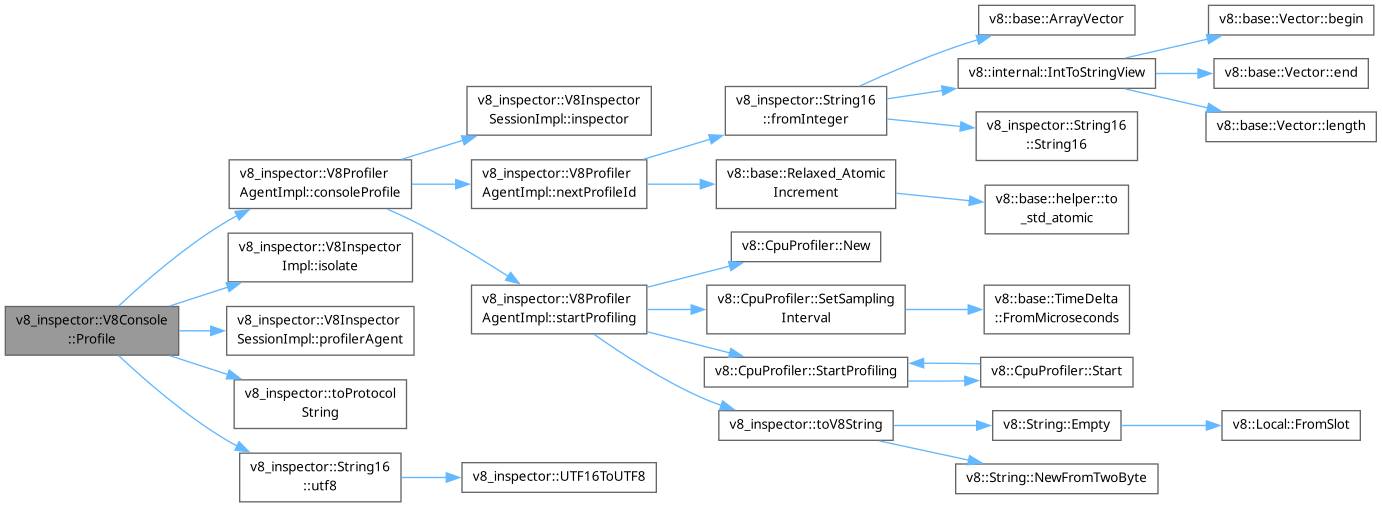 v8_inspector::V8Console
::Profile
v8_inspector::V8Profiler
AgentImpl::consoleProfile
v8_inspector::V8Inspector
Impl::isolate
v8_inspector::V8Inspector
SessionImpl::profilerAgent
v8_inspector::toProtocol
String
v8_inspector::String16
::utf8
v8_inspector::V8Inspector
SessionImpl::inspector
v8_inspector::V8Profiler
AgentImpl::nextProfileId
v8_inspector::V8Profiler
AgentImpl::startProfiling
v8_inspector::UTF16ToUTF8
v8_inspector::String16
::fromInteger
v8::base::Relaxed_Atomic
Increment
v8::CpuProfiler::New
v8::CpuProfiler::SetSampling
Interval
v8::CpuProfiler::StartProfiling
v8_inspector::toV8String
v8::base::ArrayVector
v8::internal::IntToStringView
v8_inspector::String16
::String16
v8::base::helper::to
_std_atomic
v8::base::TimeDelta
::FromMicroseconds
v8::CpuProfiler::Start
v8::String::Empty
v8::String::NewFromTwoByte
v8::base::Vector::begin
v8::base::Vector::end
v8::base::Vector::length
v8::Local::FromSlot